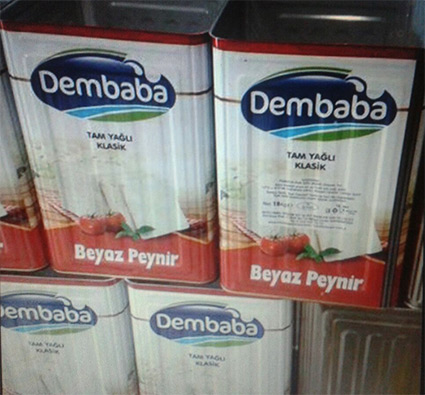 Dembaba
TAM YAĞLI
KLASİK
Beyaz Peynir
Dembaba
TAM YAĞLI
KLASİK
Beyaz Peynir
Dembaba
TAM YAĞLI
KLASİK
Dembaba
TAM YAĞLI
KLASİK